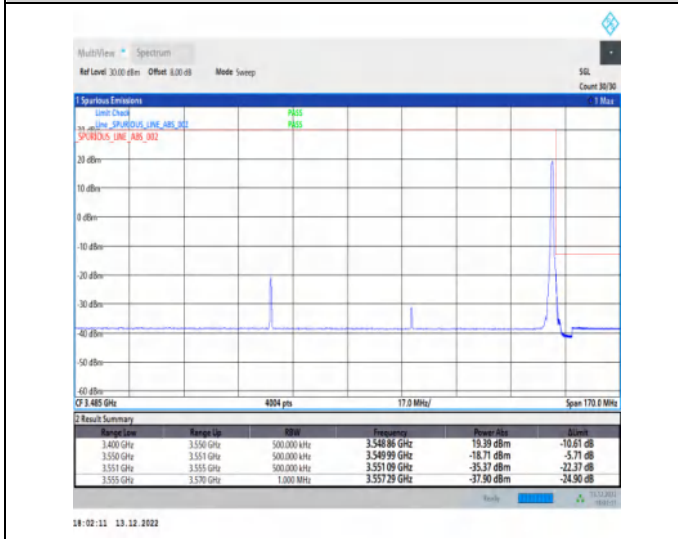 MultiView Spectrum
Ref Level 30.00 dBm Offset 8.00 dB Mode Sweep SGL
Count 30/30
1 Spurious Emissions 1 Max
Limit Check PASS
Line _SPURIOUS_LINE_ABS_002 PASS
_SPURIOUS_LINE_ABS_002
20 dBm
10 dBm
0 dBm
-10 dBm
-20 dBm
-30 dBm
-40 dBm
-50 dBm
-60 dBm
CF 3.485 GHz 4004 pts 17.0 MHz/ Span 170.0 MHz
2 Result Summary
Range Low Range Up RBW Frequency Power Abs ΔLimit
3.400 GHz 3.550 GHz 500.000 kHz 3.548 86 GHz 19.39 dBm -10.61 dB
3.550 GHz 3.551 GHz 500.000 kHz 3.549 99 GHz -18.71 dBm -5.71 dB
3.551 GHz 3.555 GHz 500.000 kHz 3.551 09 GHz -35.37 dBm -22.37 dB
3.555 GHz 3.570 GHz 1.000 MHz 3.557 29 GHz -37.90 dBm -24.90 dB
Ready
18:02:11 13.12.2022